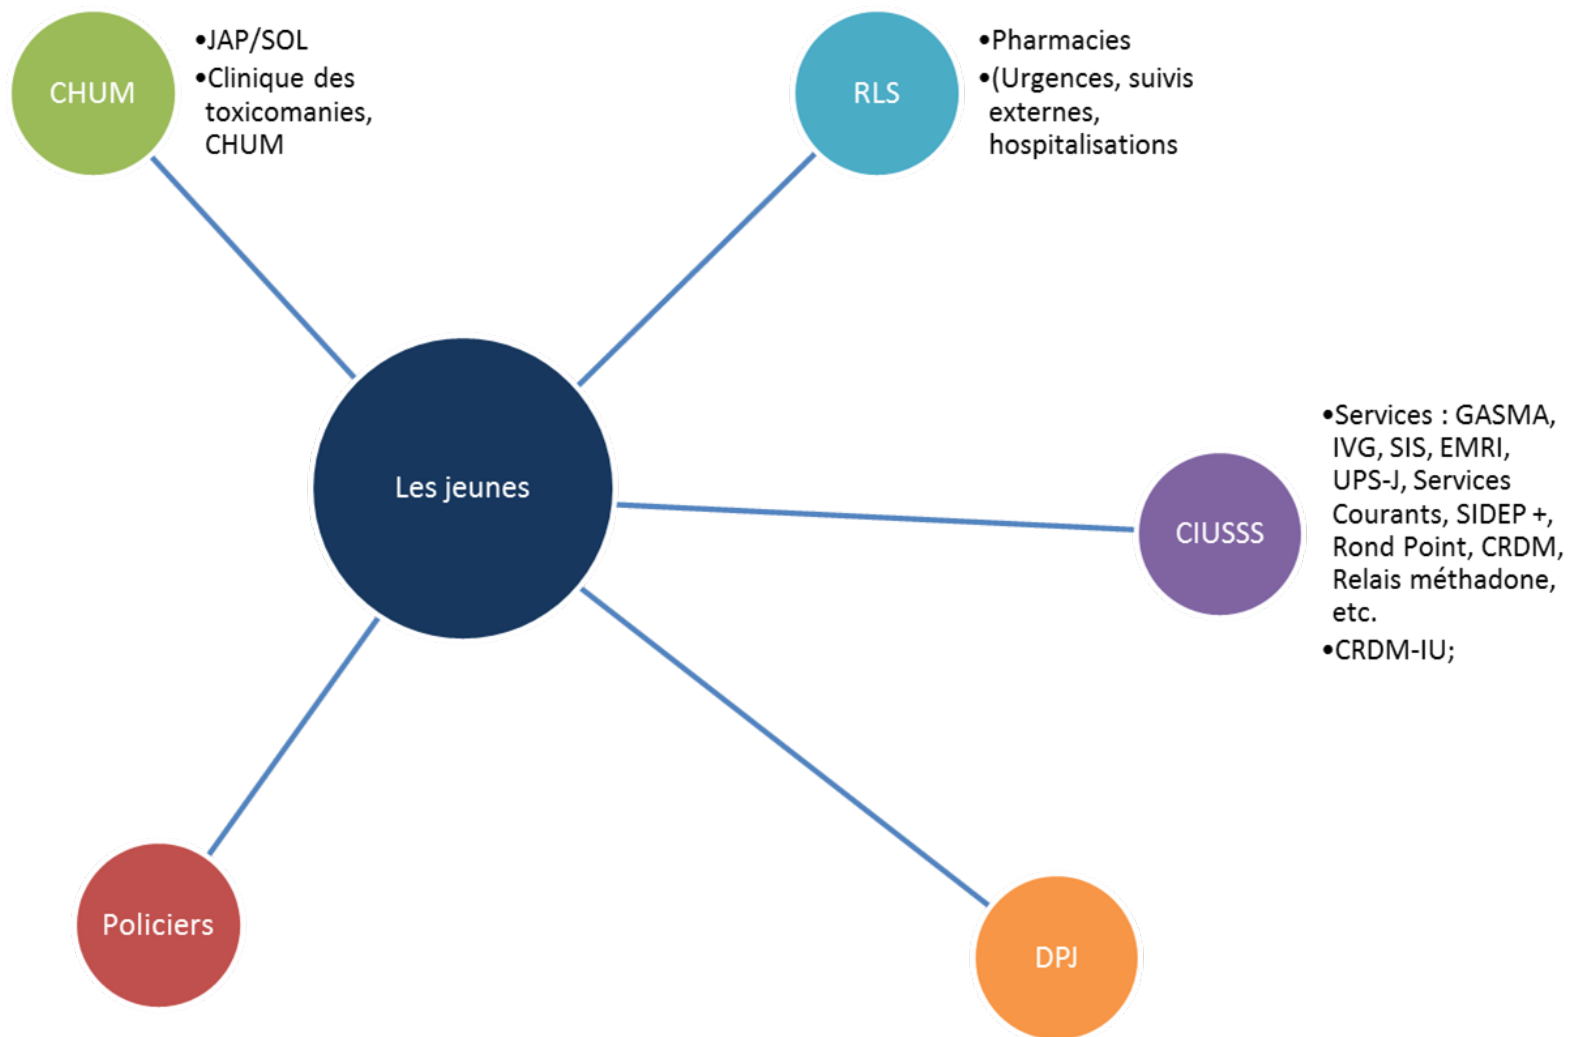 CHUM
•JAP/SOL
•Clinique des
toxicomanies,
CHUM
RLS
•Pharmacies
•(Urgences, suivis
externes,
hospitalisations
Les jeunes
CIUSSS
•Services : GASMA,
IVG, SIS, EMRI,
UPS-J, Services
Courants, SIDEP +,
Rond Point, CRDM,
Relais méthadone,
etc.
•CRDM-IU;
Policiers
DPJ